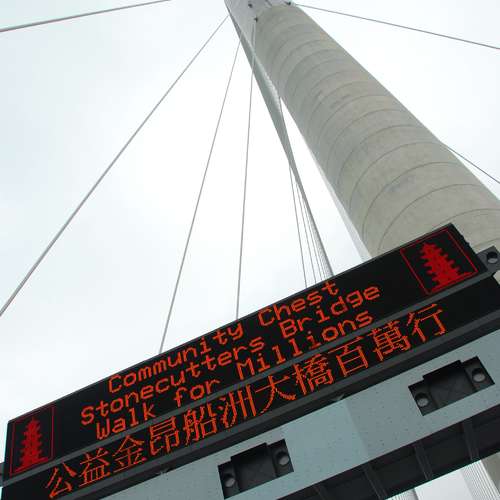 Community Chest
Stonecutters Bridge
Walk for Millions
公益金昂船洲大橋百萬行